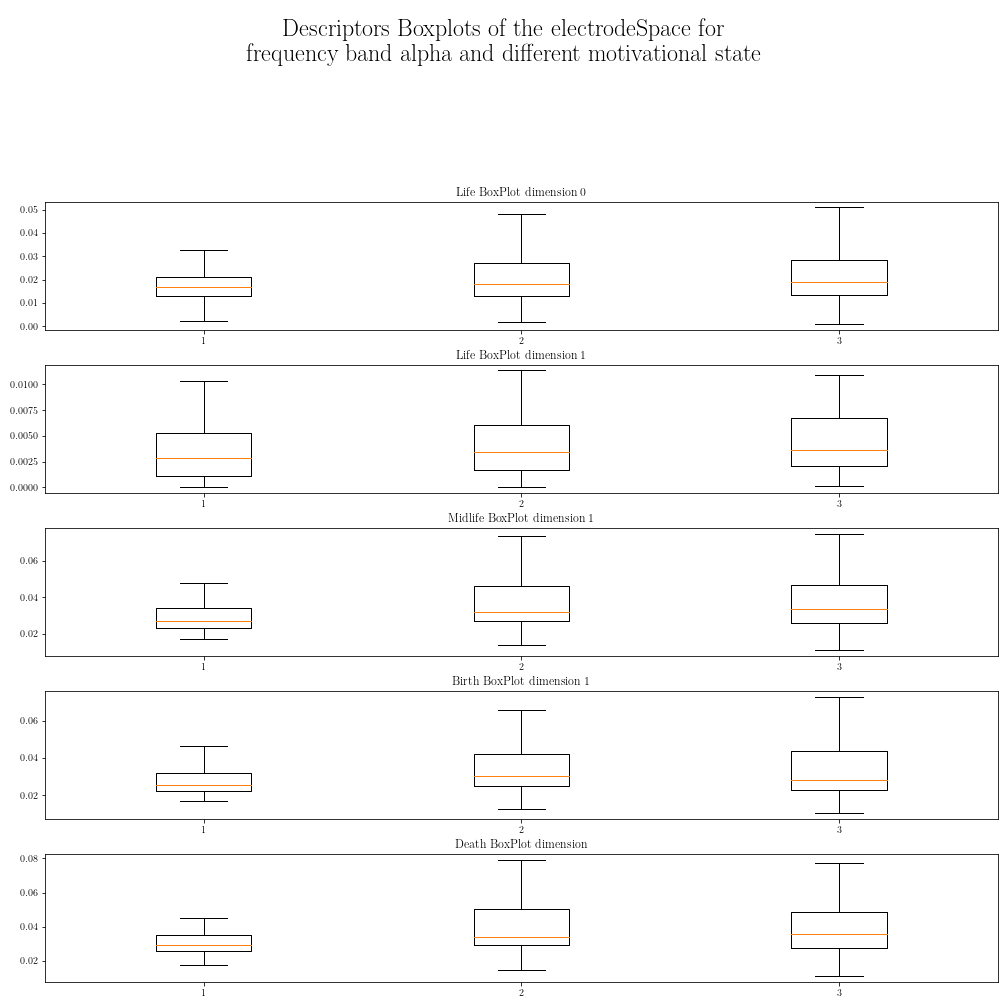 Descriptors Boxplots of the electrodeSpace for
frequency band alpha and different motivational state
Life BoxPlot dimension 0
0.05
0.04
0.03
0.02
0.01
0.00
1 2 3
Life BoxPlot dimension 1
0.0100
0.0075
0.0050
0.0025
0.0000
1 2 3
Midlife BoxPlot dimension 1
0.06
0.04
0.02
1 2 3
Birth BoxPlot dimension 1
0.06
0.04
0.02
1 2 3
Death BoxPlot dimension
0.08
0.06
0.04
0.02
1 2 3